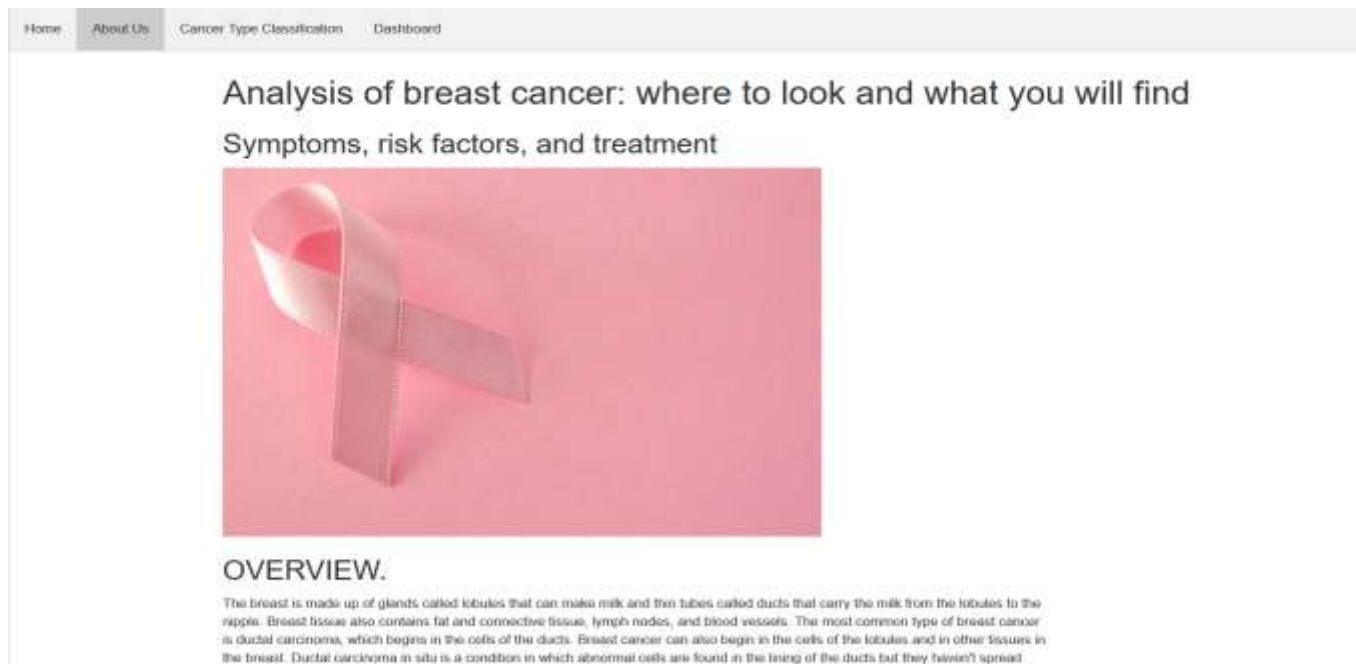 Home About Us Cancer Type Classification Dashboard
Analysis of breast cancer: where to look and what you will find
Symptoms, risk factors, and treatment
OVERVIEW.
The breast is made up of glands called lobules that can make milk and thin tubes called ducts that carry the milk from the lobules to the
nipple. Breast tissue also contains fat and connective tissue, lymph nodes, and blood vessels. The most common type of breast cancer
is ductal carcinoma, which begins in the cells of the ducts. Breast cancer can also begin in the cells of the lobules and in other tissues in
the breast. Ductal carcinoma in situ is a condition in which abnormal cells are found in the lining of the ducts but they haven't spread